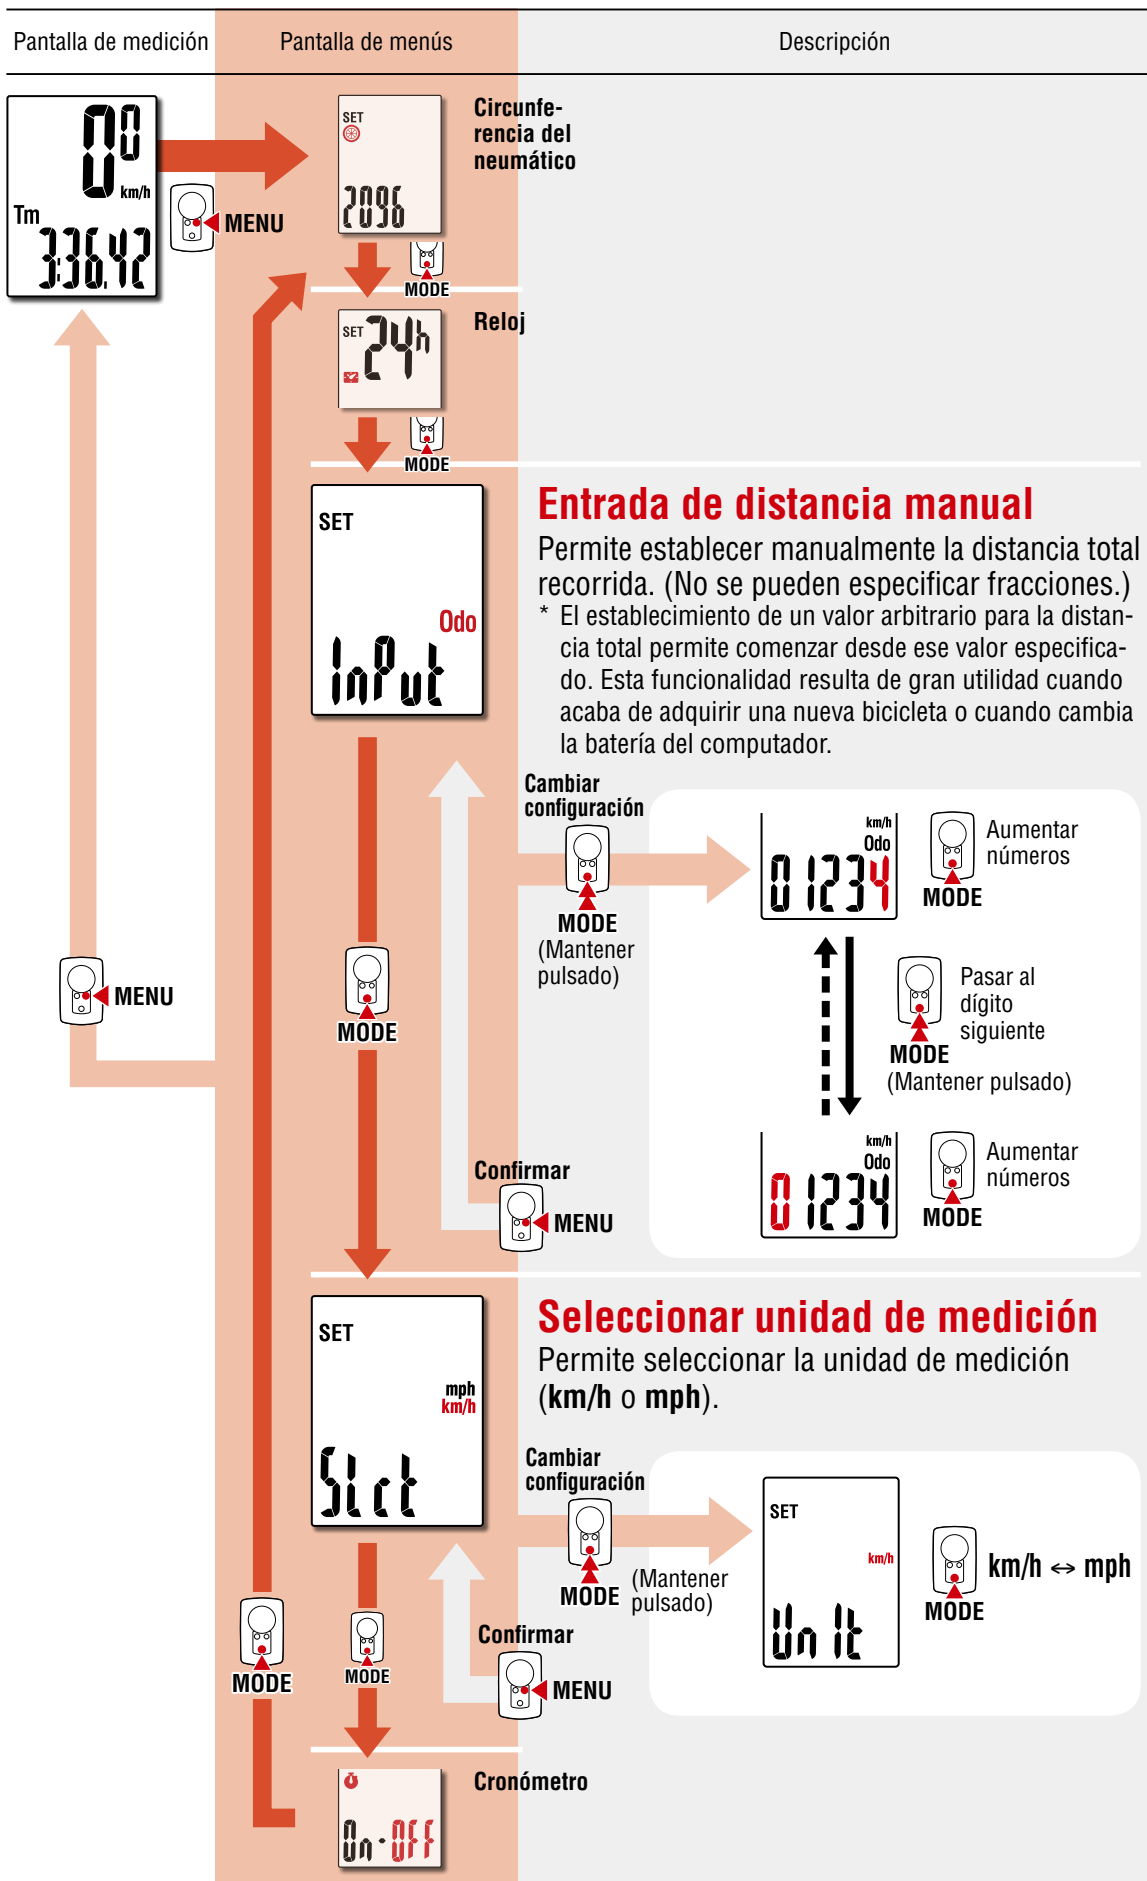 Pantalla de medición
Pantalla de menús
Descripción
00
km/h
Tm
3:36.42
MENU
SET
2096
Circunfe-
rencia del
neumático
MODE
SET
24h
Reloj
MODE
SET
Odo
InPut
Entrada de distancia manual
Permite establecer manualmente la distancia total
recorrida. (No se pueden especificar fracciones.)
* El establecimiento de un valor arbitrario para la distan-
cia total permite comenzar desde ese valor especifica-
do. Esta funcionalidad resulta de gran utilidad cuando
acaba de adquirir una nueva bicicleta o cuando cambia
la batería del computador.
Cambiar
configuración
MODE
(Mantener
pulsado)
km/h
Odo
01234
Aumentar
números
MODE
Pasar al
dígito
siguiente
MODE
(Mantener pulsado)
km/h
Odo
01234
Aumentar
números
MODE
MENU
MODE
Confirmar
MENU
SET
mph
km/h
Slct
Seleccionar unidad de medición
Permite seleccionar la unidad de medición
(km/h o mph).
Cambiar
configuración
MODE
(Mantener
pulsado)
SET
km/h
Unit
km/h ↔ mph
MODE
Confirmar
MENU
MODE
MODE
On-OFF
Cronómetro